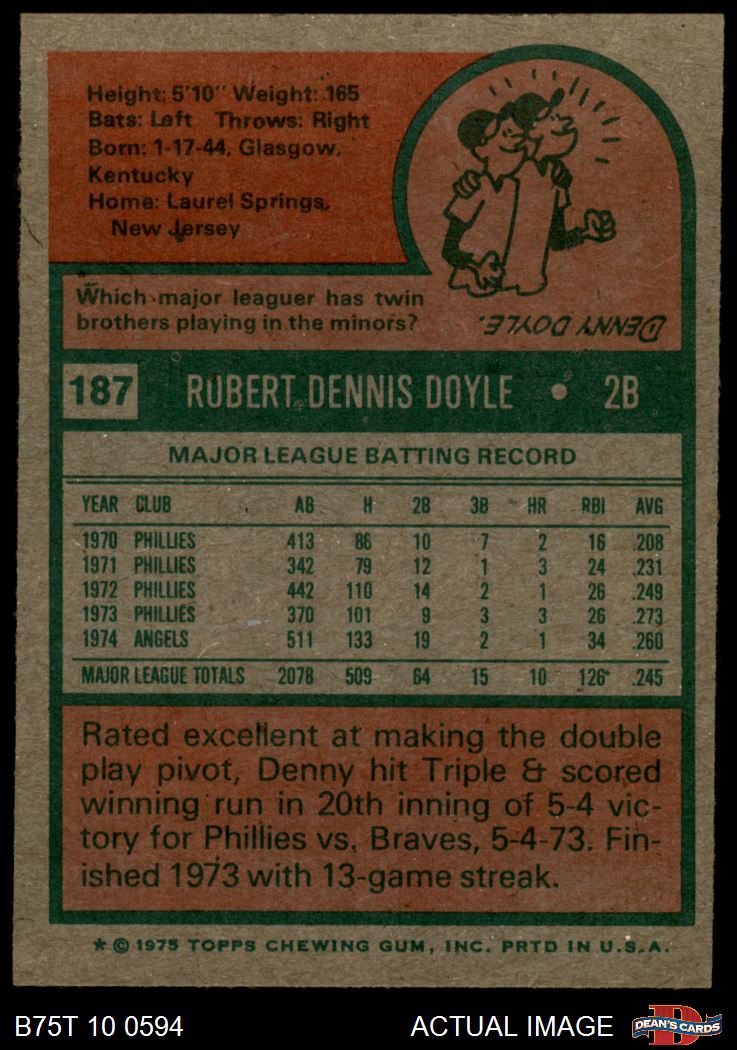 Height: 5'10" Weight: 165
Bats: Left Throws: Right
Born: 1-17-44, Glasgow,
Kentucky
Home: Laurel Springs,
New Jersey
Which major leaguer has twin
brothers playing in the minors?
DENNY DOYLE.
187 ROBERT DENNIS DOYLE • 2B
MAJOR LEAGUE BATTING RECORD
YEAR CLUB AB H 2B 3B HR RBI AVG
1970 PHILLIES 413 86 10 7 2 16 .208
1971 PHILLIES 342 79 12 1 3 24 .231
1972 PHILLIES 442 110 14 2 1 26 .249
1973 PHILLIES 370 101 9 3 3 26 .273
1974 ANGELS 511 133 19 2 1 34 .260
MAJOR LEAGUE TOTALS 2078 509 64 15 10 126 .245
Rated excellent at making the double
play pivot, Denny hit Triple & scored
winning run in 20th inning of 5-4 vic-
tory for Phillies vs. Braves, 5-4-73. Fin-
ished 1973 with 13-game streak.
* © 1975 TOPPS CHEWING GUM, INC. PRTD IN U.S.A.
B75T 10 0594 ACTUAL IMAGE DEAN'S CARDS